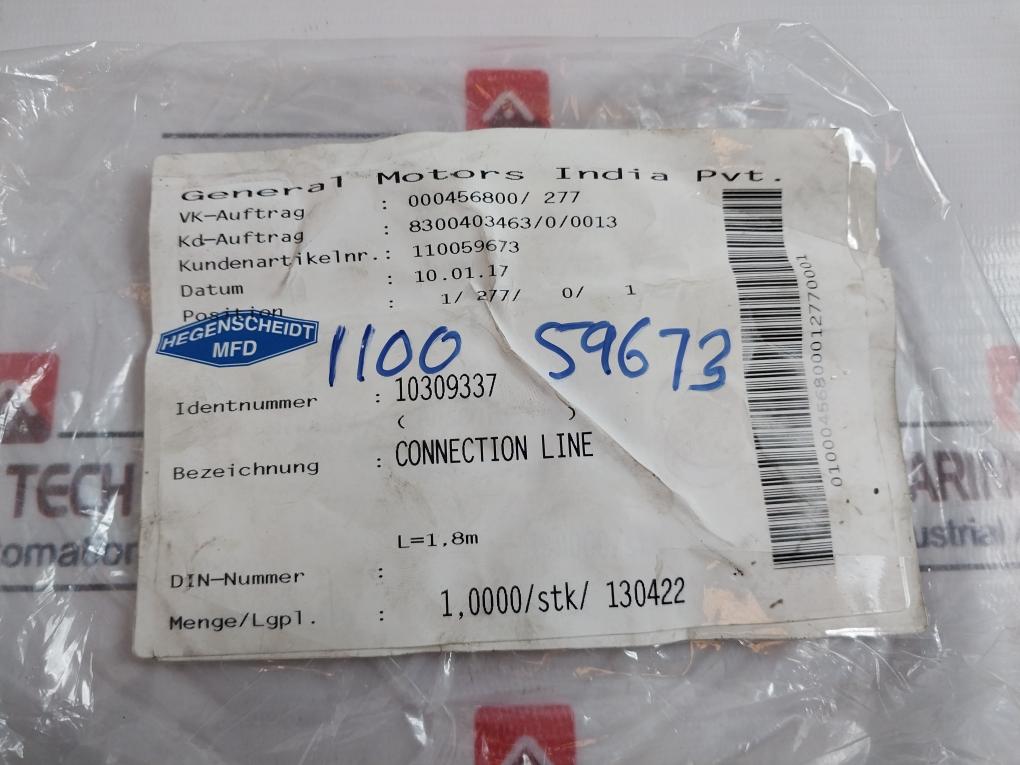 General Motors India Pvt.
VK-Auftrag : 000456800/ 277
Kd-Auftrag : 8300403463/0/0013
Kundenartikelnr.: 110059673
Datum : 10.01.17
Position : 1/ 277/ 0/ 1
HEGENSCHEIDT
MFD
1100 59673
Identnummer : 10309337
( )
Bezeichnung : CONNECTION LINE
L=1,8m
DIN-Nummer :
Menge/Lgpl. : 1,0000/stk/ 130422
TECH